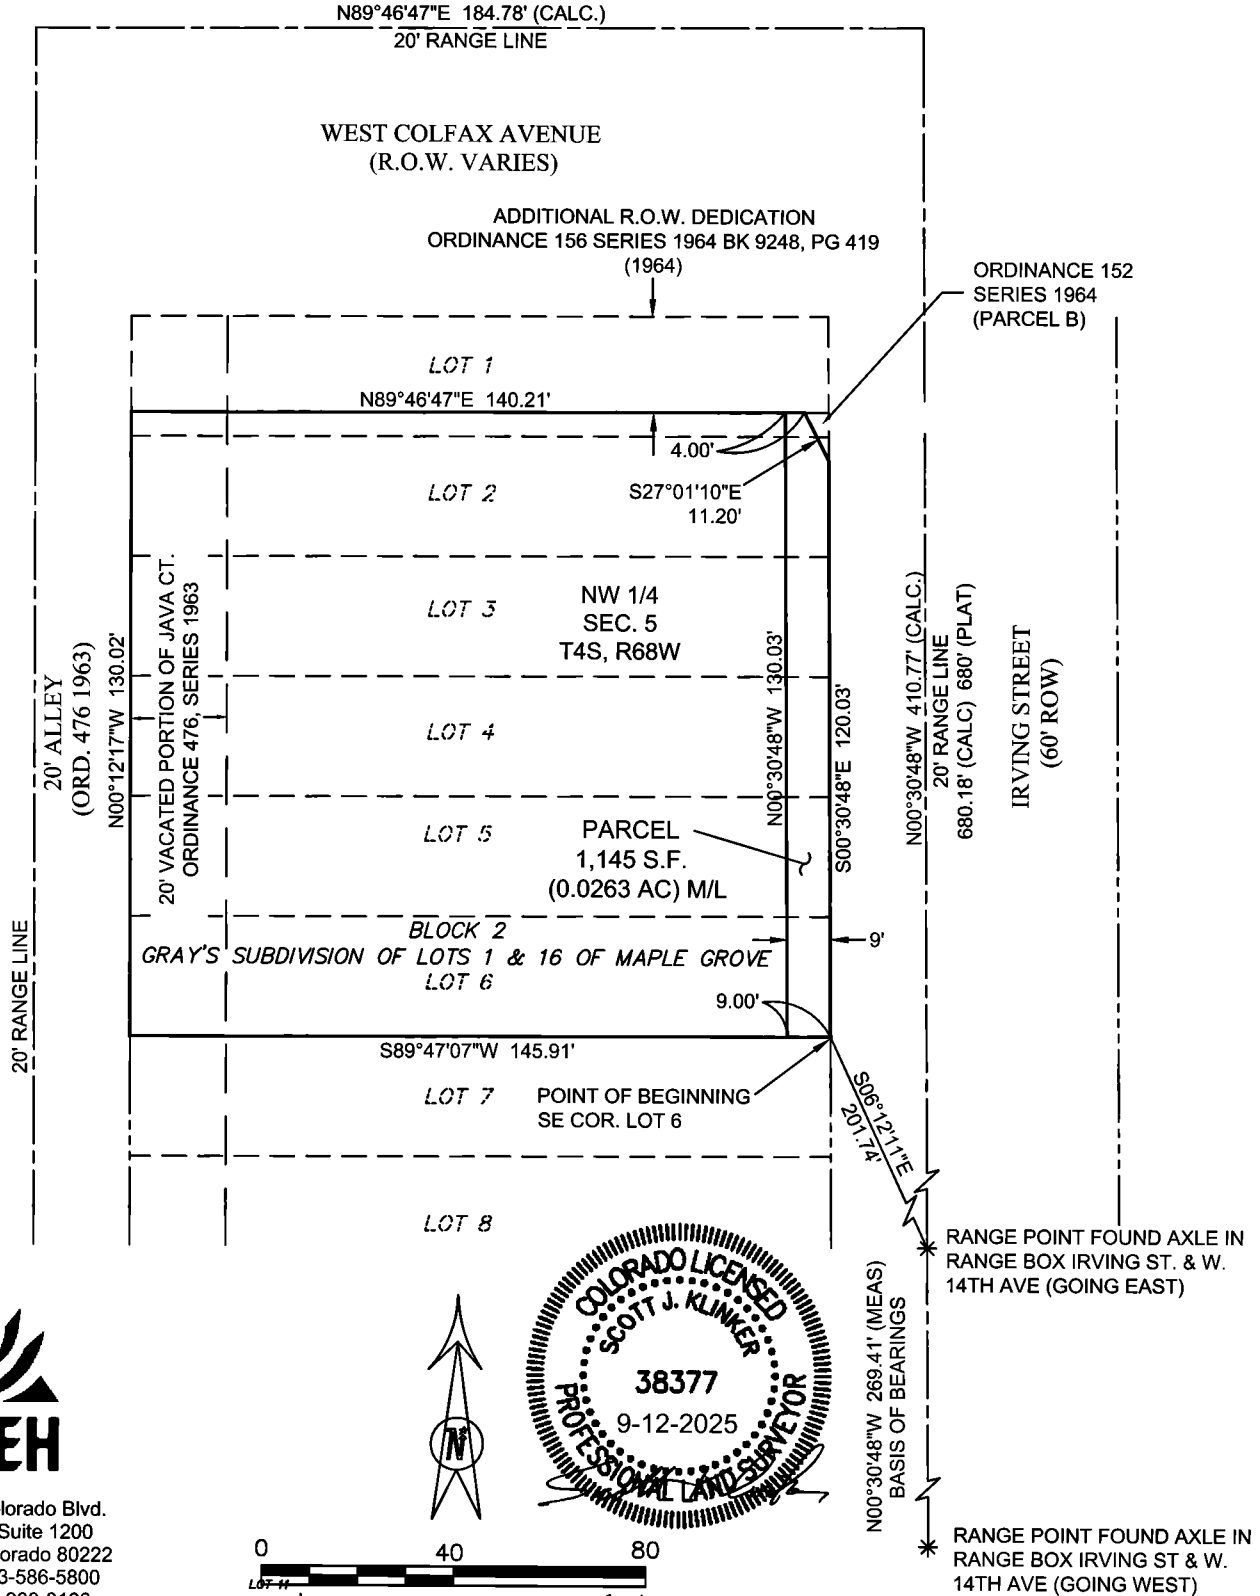 N89°46'47"E 184.78' (CALC.)
20' RANGE LINE
WEST COLFAX AVENUE
(R.O.W. VARIES)
ADDITIONAL R.O.W. DEDICATION
ORDINANCE 156 SERIES 1964 BK 9248, PG 419
(1964)
ORDINANCE 152
SERIES 1964
(PARCEL B)
LOT 1
N89°46'47"E 140.21'
4.00'
S27°01'10"E
11.20'
LOT 2
LOT 3
NW 1/4
SEC. 5
T4S, R68W
LOT 4
LOT 5
PARCEL
1,145 S.F.
(0.0263 AC) M/L
20' RANGE LINE
20' ALLEY
(ORD. 476 1963)
N00°12'17"W 130.02'
20' VACATED PORTION OF JAVA CT.
ORDINANCE 476, SERIES 1963
N00°30'48"W 130.03'
S00°30'48"E 120.03'
N00°30'48"W 410.77' (CALC.)
20' RANGE LINE
680.18' (CALC) 680' (PLAT)
IRVING STREET
(60' ROW)
BLOCK 2
GRAY'S SUBDIVISION OF LOTS 1 & 16 OF MAPLE GROVE
LOT 6
9'
9.00'
S89°47'07"W 145.91'
LOT 7
POINT OF BEGINNING
SE COR. LOT 6
S06°12'11"E
201.74'
LOT 8
RANGE POINT FOUND AXLE IN
RANGE BOX IRVING ST. & W.
14TH AVE (GOING EAST)
N00°30'48"W 269.41' (MEAS)
BASIS OF BEARINGS
COLORADO LICENSED
SCOTT J. KLINKER
38377
9-12-2025
PROFESSIONAL LAND SURVEYOR
N
EH
lorado Blvd.
Suite 1200
orado 80222
3-586-5800
0 40 80
LOT 11
RANGE POINT FOUND AXLE IN
RANGE BOX IRVING ST & W.
14TH AVE (GOING WEST)